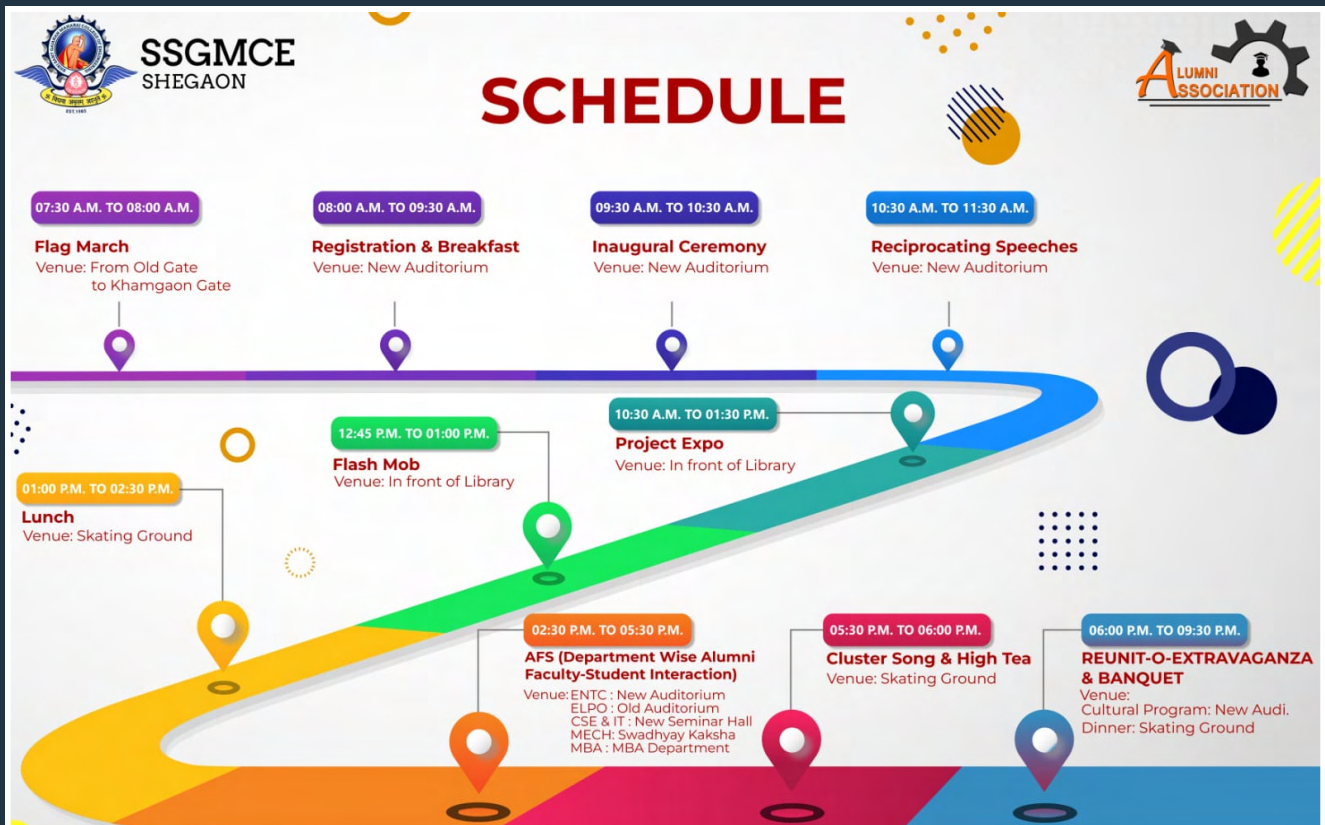 SSGMCE
SHEGAON
ALUMNI
ASSOCIATION
SCHEDULE
07:30 A.M. TO 08:00 A.M.
Flag March
Venue: From Old Gate
to Khamgaon Gate
08:00 A.M. TO 09:30 A.M.
Registration & Breakfast
Venue: New Auditorium
09:30 A.M. TO 10:30 A.M.
Inaugural Ceremony
Venue: New Auditorium
10:30 A.M. TO 11:30 A.M.
Reciprocating Speeches
Venue: New Auditorium
10:30 A.M. TO 01:30 P.M.
Project Expo
Venue: In front of Library
12:45 P.M. TO 01:00 P.M.
Flash Mob
Venue: In front of Library
01:00 P.M. TO 02:30 P.M.
Lunch
Venue: Skating Ground
02:30 P.M. TO 05:30 P.M.
AFS (Department Wise Alumni
Faculty-Student Interaction)
Venue: ENTC : New Auditorium
ELPO : Old Auditorium
CSE & IT : New Seminar Hall
MECH: Swadhyay Kaksha
MBA : MBA Department
05:30 P.M. TO 06:00 P.M.
Cluster Song & High Tea
Venue: Skating Ground
06:00 P.M. TO 09:30 P.M.
REUNIT-O-EXTRAVAGANZA
& BANQUET
Venue:
Cultural Program: New Audi.
Dinner: Skating Ground